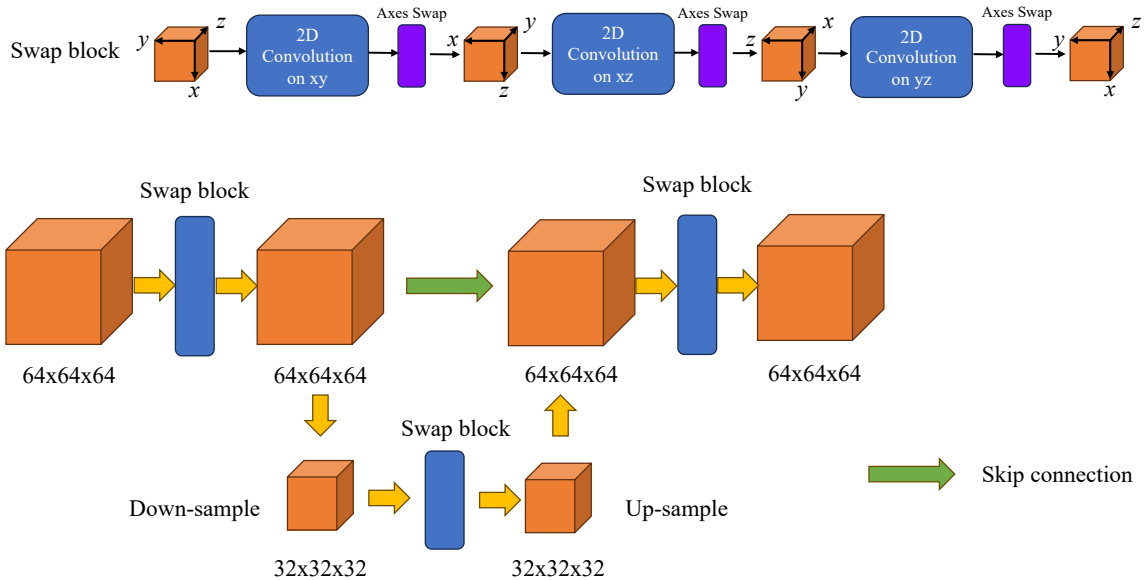 Swap block
y
z
x
2D
Convolution
on xy
Axes Swap
x
y
z
2D
Convolution
on xz
Axes Swap
z
x
y
2D
Convolution
on yz
Axes Swap
y
z
x
Swap block
Swap block
64x64x64
64x64x64
64x64x64
64x64x64
Swap block
Down-sample
Up-sample
Skip connection
32x32x32
32x32x32